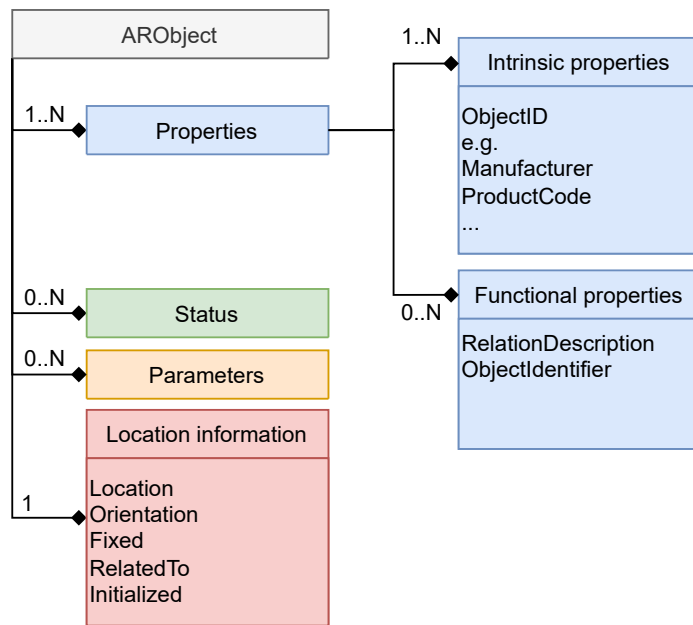 ARObject
1..N
Properties
1..N
Intrinsic properties
ObjectID
e.g.
Manufacturer
ProductCode
...
0..N
Functional properties
RelationDescription
ObjectIdentifier
0..N
Status
0..N
Parameters
1
Location information
Location
Orientation
Fixed
RelatedTo
Initialized